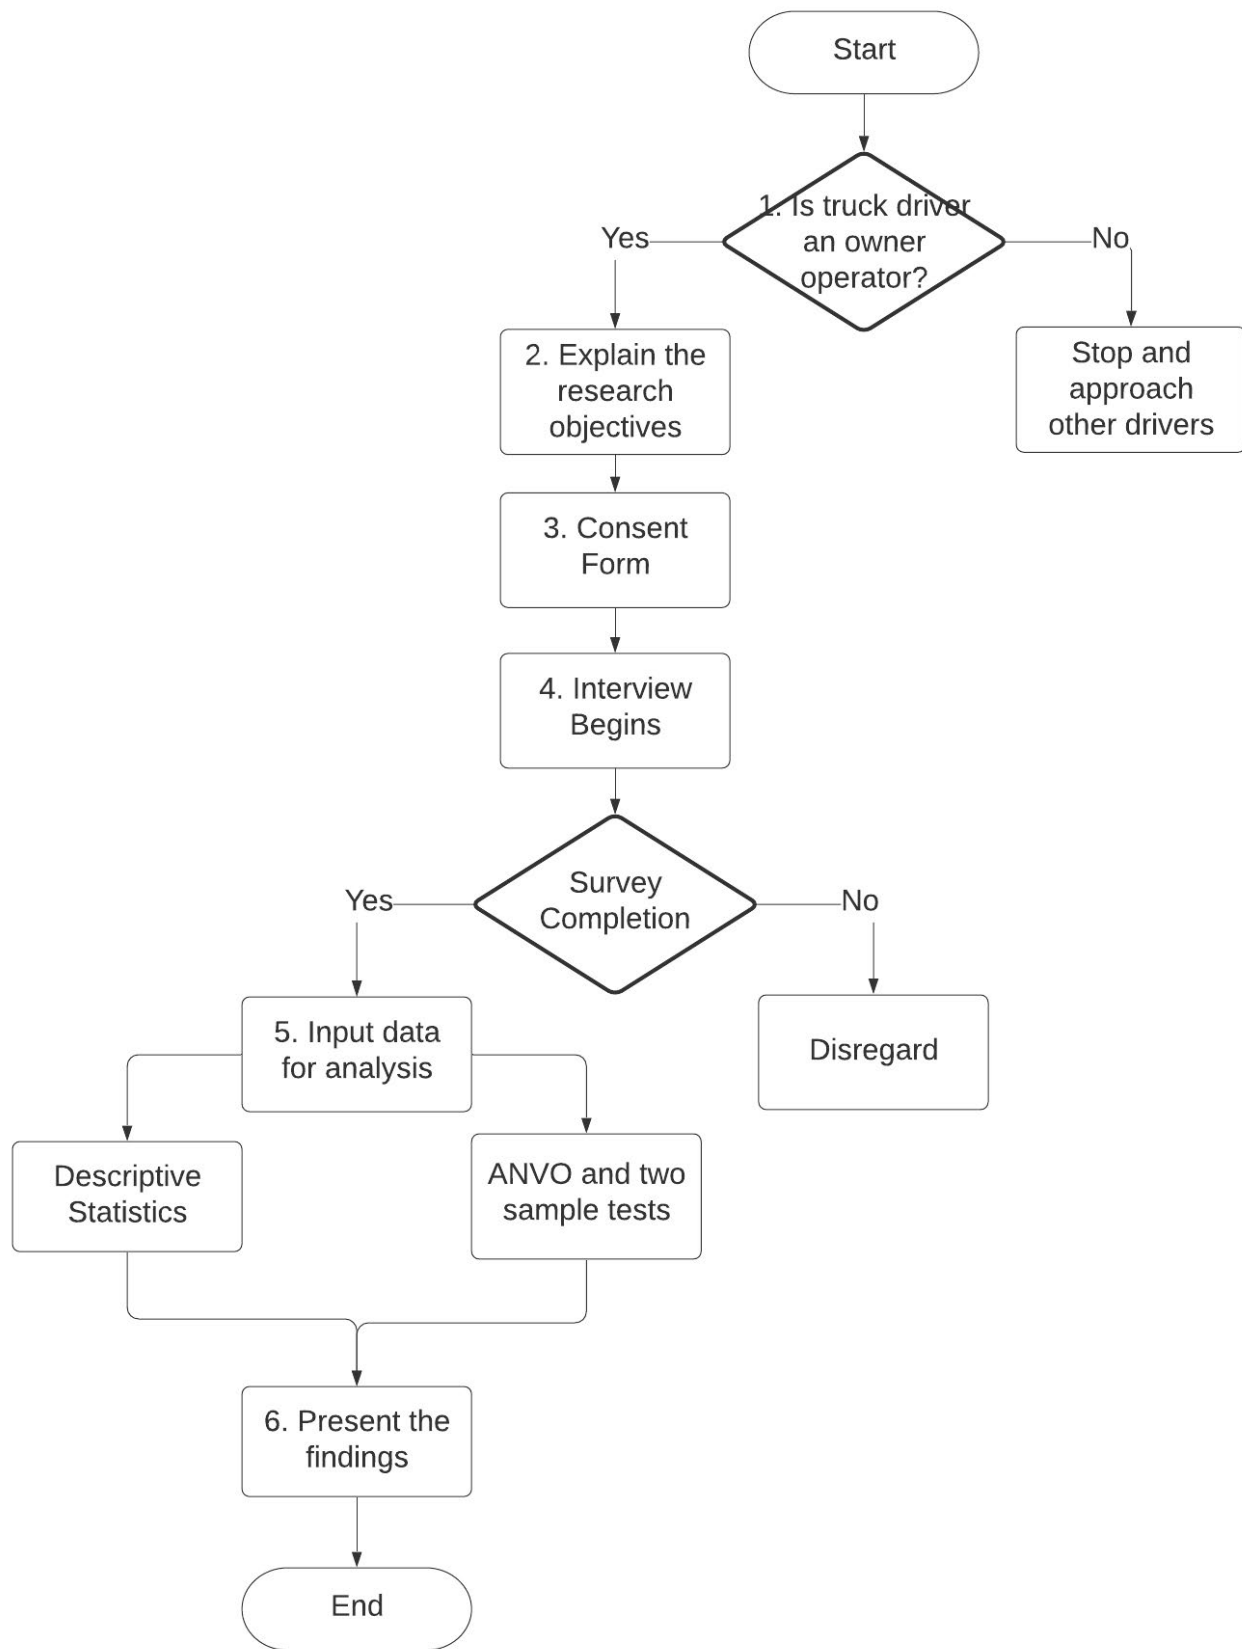 Start
1. Is truck driver
an owner
operator?
Yes
No
2. Explain the
research
objectives
Stop and
approach
other drivers
3. Consent
Form
4. Interview
Begins
Survey
Completion
Yes
No
5. Input data
for analysis
Disregard
Descriptive
Statistics
ANVO and two
sample tests
6. Present the
findings
End